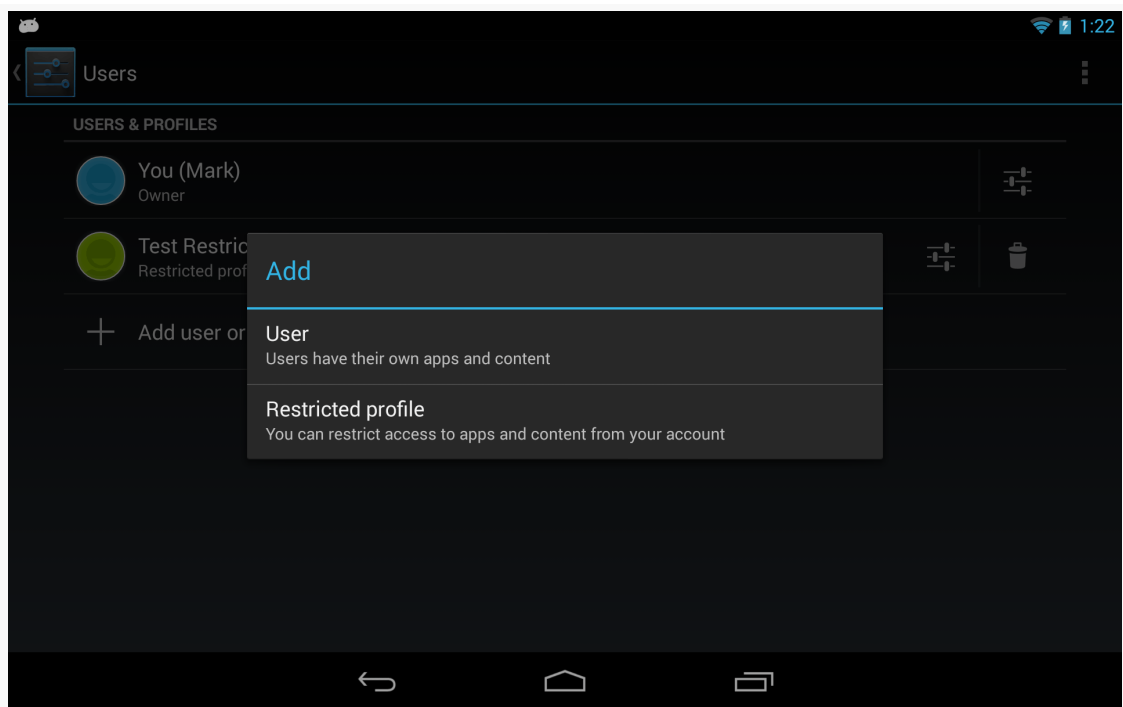 1:22
Users
USERS & PROFILES
You (Mark)
Owner
Test Restric
Restricted prof
Add user or
Add
User
Users have their own apps and content
Restricted profile
You can restrict access to apps and content from your account